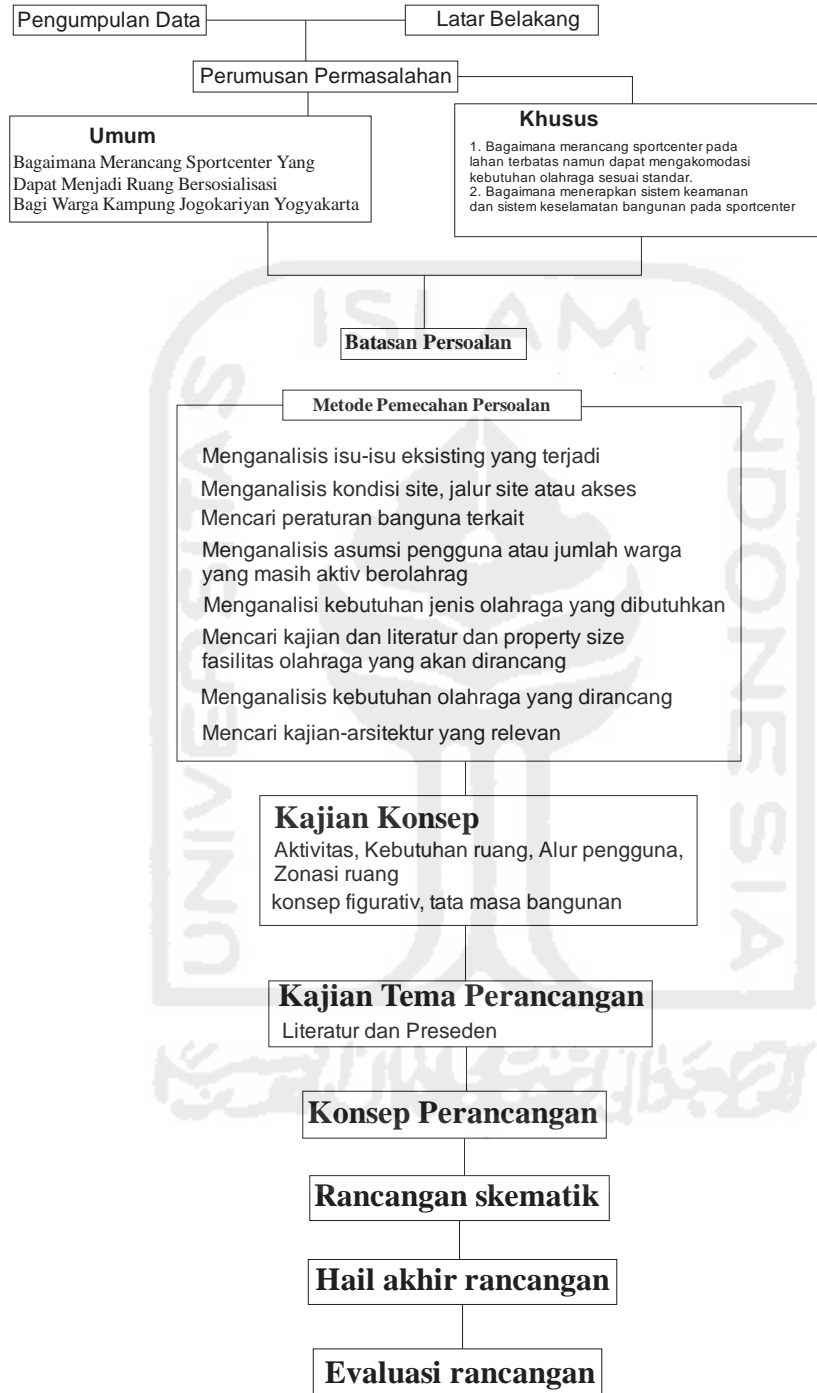 Pengumpulan Data
Latar Belakang
Perumusan Permasalahan
Umum
Bagaimana Merancang Sportcenter Yang
Dapat Menjadi Ruang Bersosialisasi
Bagi Warga Kampung Jogokariyan Yogyakarta
Khusus
1. Bagaimana merancang sportcenter pada
lahan terbatas namun dapat mengakomodasi
kebutuhan olahraga sesuai standar.
2. Bagaimana menerapkan sistem keamanan
dan sistem keselamatan bangunan pada sportcenter
Batasan Persoalan
Metode Pemecahan Persoalan
Menganalisis isu-isu eksisting yang terjadi
Menganalisis kondisi site, jalur site atau akses
Mencari peraturan banguna terkait
Menganalisis asumsi pengguna atau jumlah warga
yang masih aktiv berolahrag
Menganalisi kebutuhan jenis olahraga yang dibutuhkan
Mencari kajian dan literatur dan property size
fasilitas olahraga yang akan dirancang
Menganalisis kebutuhan olahraga yang dirancang
Mencari kajian-arsitektur yang relevan
Kajian Konsep
Aktivitas, Kebutuhan ruang, Alur pengguna,
Zonasi ruang
konsep figurativ, tata masa bangunan
Kajian Tema Perancangan
Literatur dan Preseden
Konsep Perancangan
Rancangan skematik
Hail akhir rancangan
Evaluasi rancangan
UNIVERSITAS
ISLAM
INDONESIA